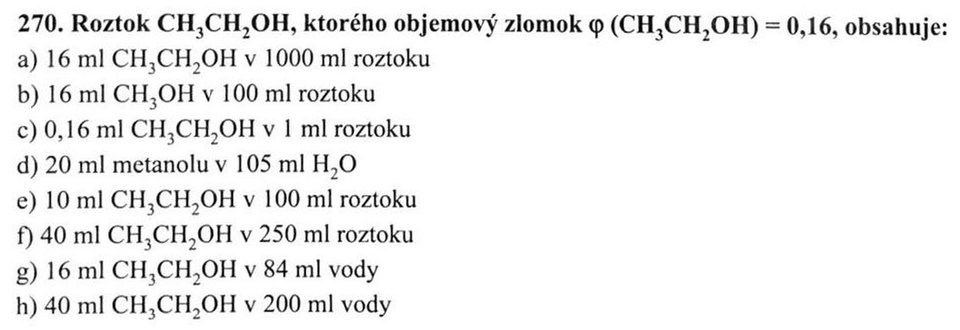 270. Roztok CH₃CH₂OH, ktorého objemový zlomok φ (CH₃CH₂OH) = 0,16, obsahuje:
a) 16 ml CH₃CH₂OH v 1000 ml roztoku
b) 16 ml CH₃OH v 100 ml roztoku
c) 0,16 ml CH₃CH₂OH v 1 ml roztoku
d) 20 ml metanolu v 105 ml H₂O
e) 10 ml CH₃CH₂OH v 100 ml roztoku
f) 40 ml CH₃CH₂OH v 250 ml roztoku
g) 16 ml CH₃CH₂OH v 84 ml vody
h) 40 ml CH₃CH₂OH v 200 ml vody